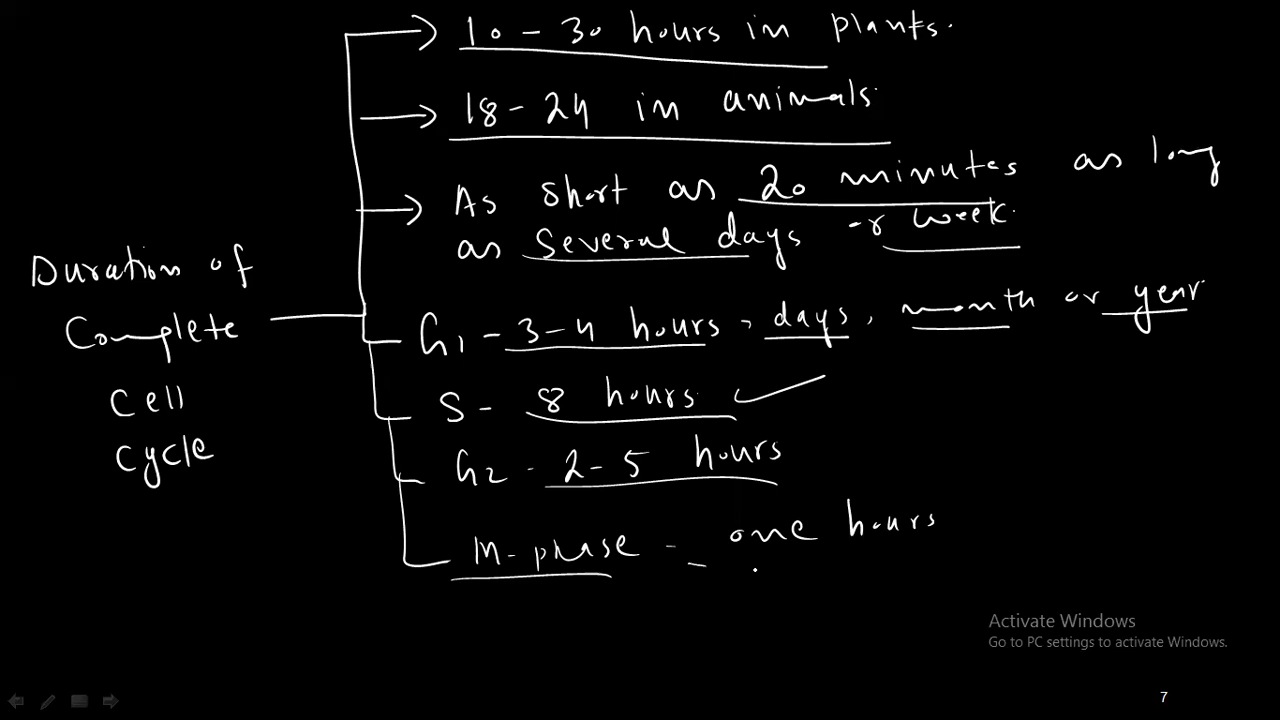 10 - 30 hours in plants.
18 - 24 in animals.
As short as 20 minutes as long
as several days or week.
Duration of
Complete
Cell
Cycle
G1 - 3-4 hours, days, month or year
S - 8 hours
G2 - 2-5 hours
M-phase - one hours
Activate Windows
Go to PC settings to activate Windows.
7